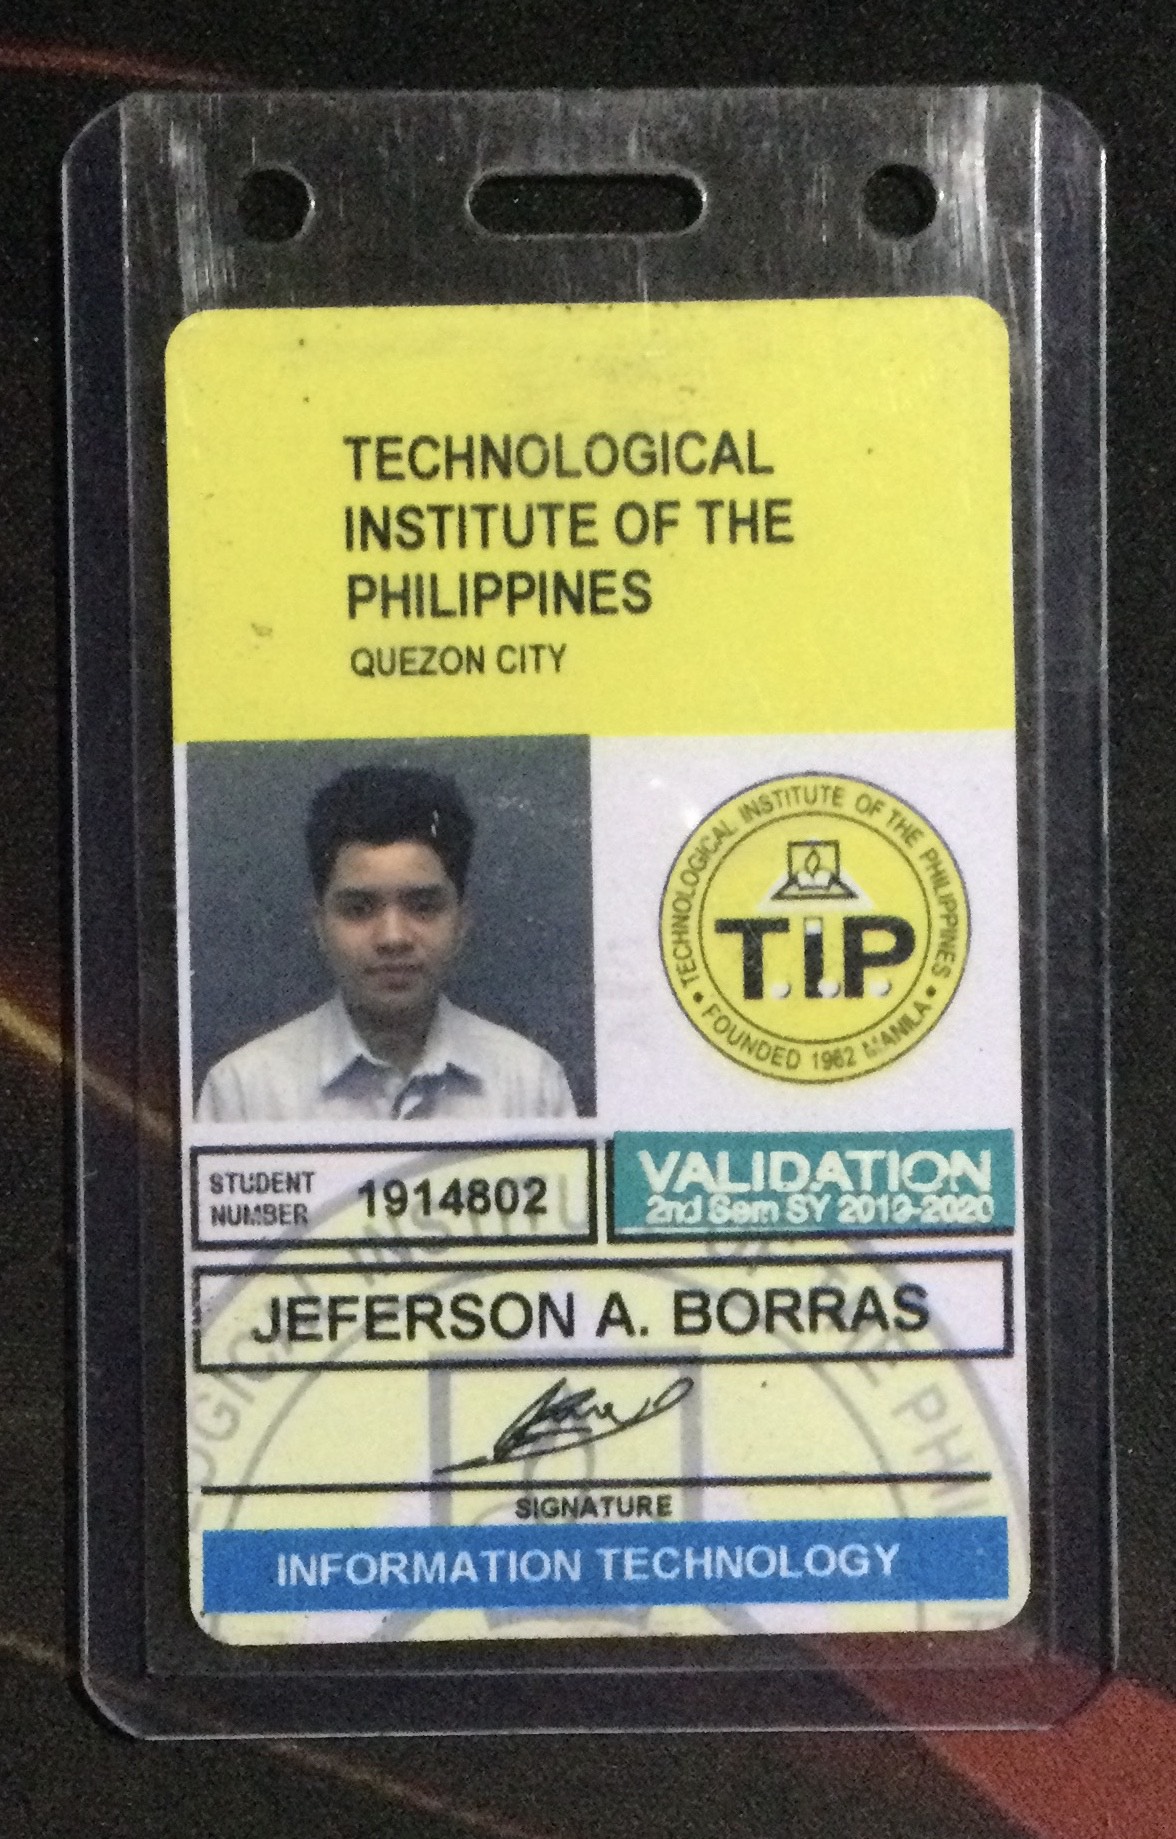 TECHNOLOGICAL
INSTITUTE OF THE
PHILIPPINES
QUEZON CITY
TECHNOLOGICAL INSTITUTE OF THE PHILIPPINES
T.I.P.
• FOUNDED 1962 MANILA •
STUDENT
NUMBER
1914802
VALIDATION
2nd Sem SY 2019-2020
JEFERSON A. BORRAS
SIGNATURE
INFORMATION TECHNOLOGY